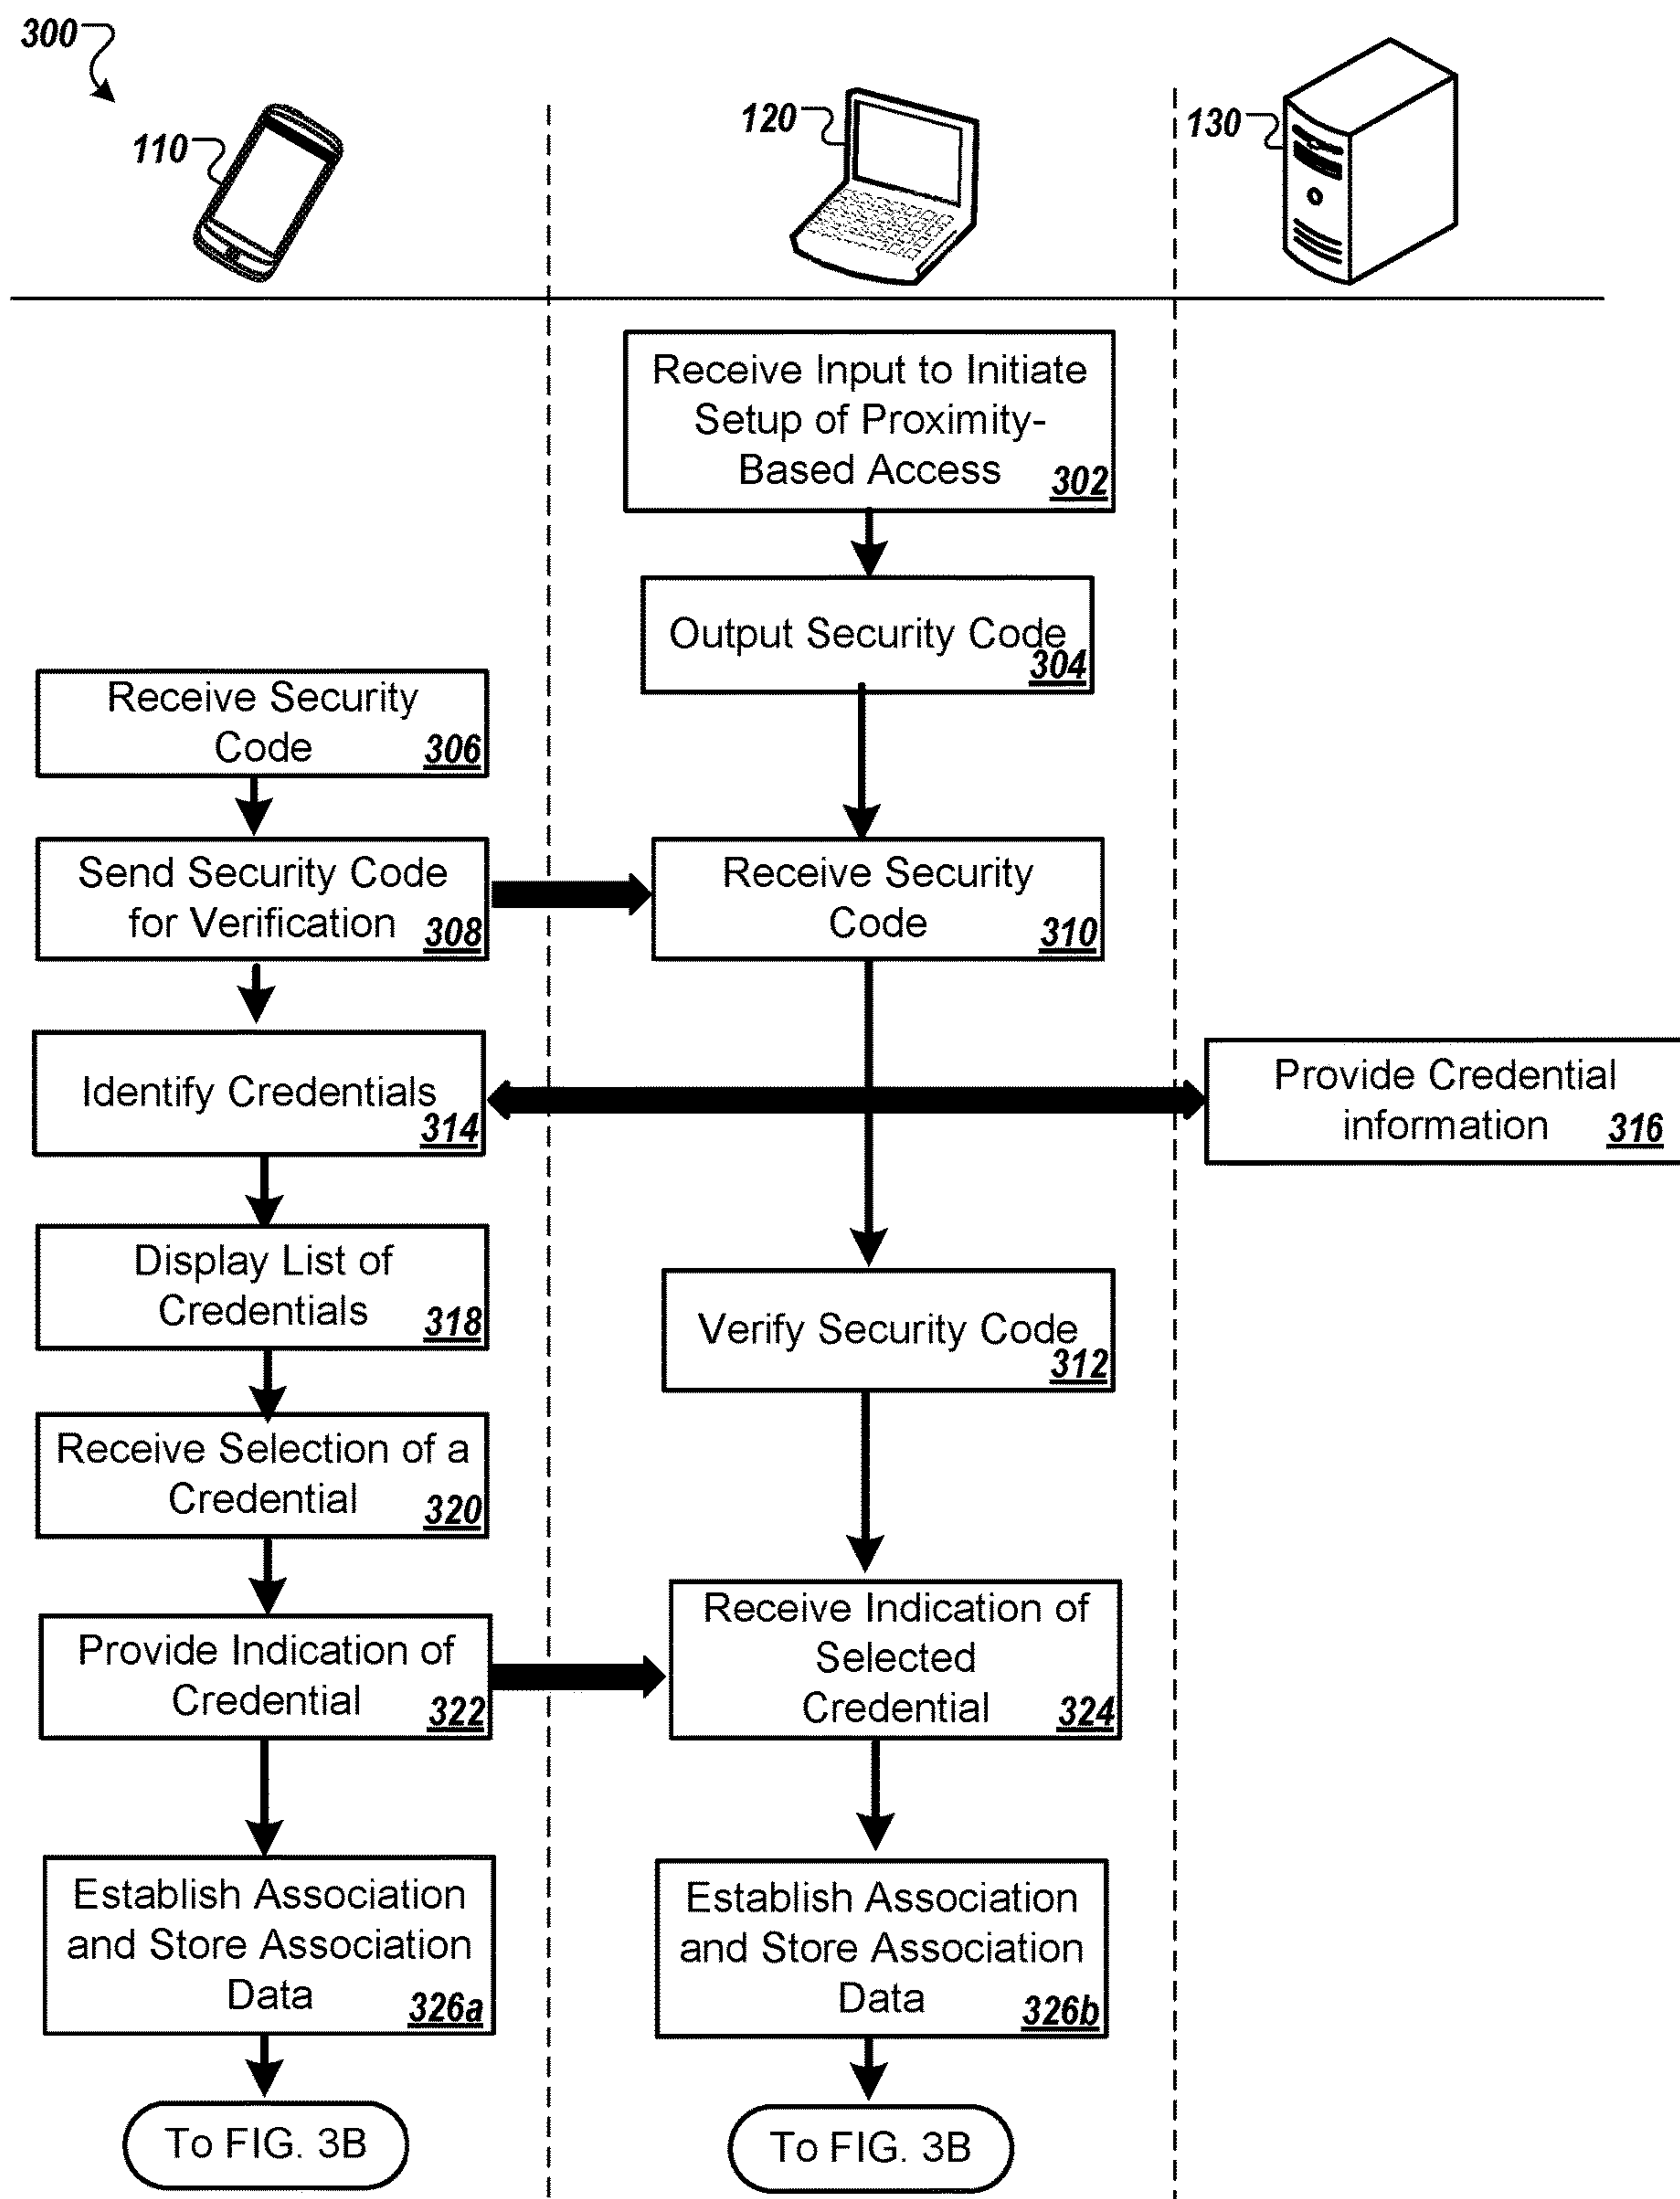 300
110
120
130
Receive Input to Initiate
Setup of Proximity-
Based Access
302
Output Security Code
304
Receive Security
Code
306
Send Security Code
for Verification
308
Receive Security
Code
310
Identify Credentials
314
Provide Credential
information
316
Display List of
Credentials
318
Verify Security Code
312
Receive Selection of a
Credential
320
Provide Indication of
Credential
322
Receive Indication of
Selected
Credential
324
Establish Association
and Store Association
Data
326a
Establish Association
and Store Association
Data
326b
To FIG. 3B
To FIG. 3B